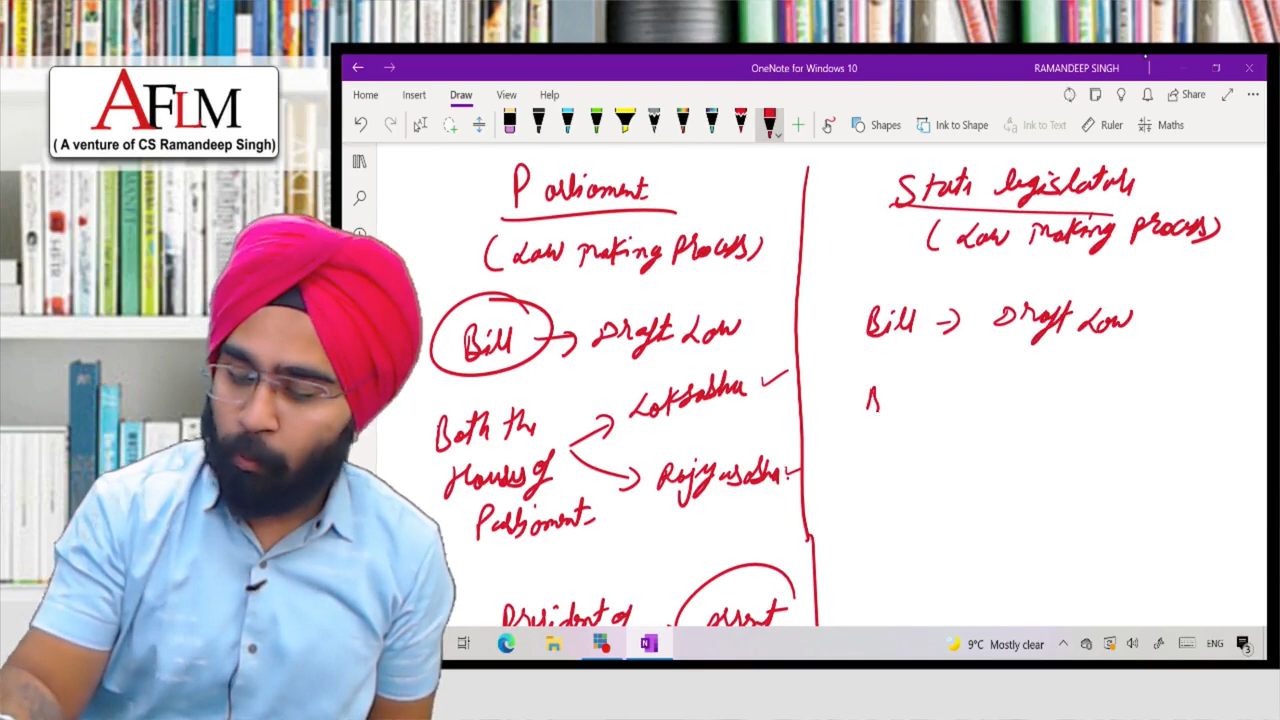 AFLM
( A venture of CS Ramandeep Singh)
OneNote for Windows 10
RAMANDEEP SINGH
Home Insert Draw View Help
Share
Shapes Ink to Shape Ink to Text Ruler Maths
Parliament
(Law Making Process)
Bill → Draft Law
Both the
Houses of
Parliament
Loksabha ✓
Rajyasabha ✓
President of → Assent
State legislature
(Law Making Process)
Bill → Draft Law
B
9°C Mostly clear
ENG
3